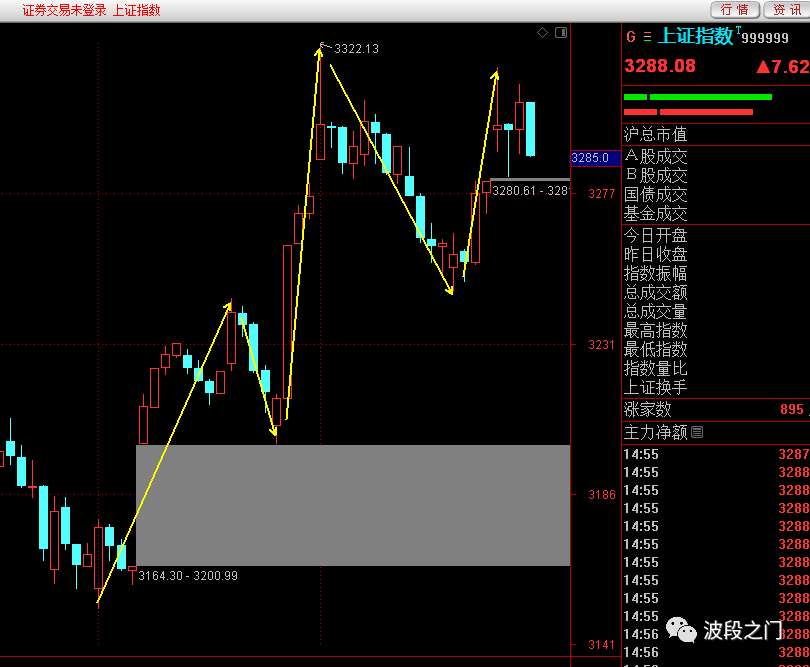 证券交易未登录 上证指数
行 情
资 讯
G 上证指数T999999
3288.08 ▲7.62
沪总市值
A股成交
B股成交
国债成交
基金成交
今日开盘
昨日收盘
指数振幅
总成交额
总成交量
最高指数
最低指数
指数量比
上证换手
涨家数 895
主力净额
14:55 3287
14:55 3288
14:55 3288
14:55 3288
14:55 3288
14:55 3288
14:55 3288
14:55 3288
14:55 3288
14:55 3288
14:56 3288
14:56 3288
3322.13
3285.0
3280.61 - 328
3277
3231
3186
3164.30 - 3200.99
3141
波段之门